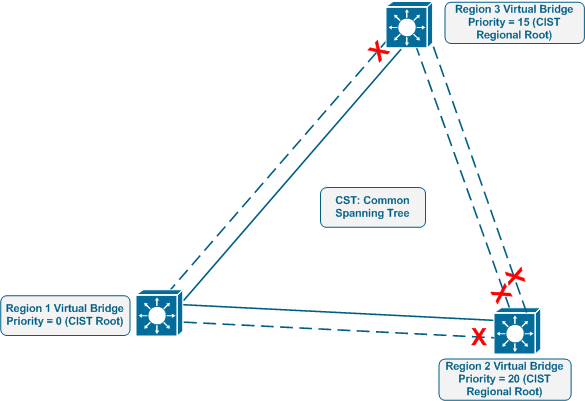 Region 3 Virtual Bridge
Priority = 15 (CIST
Regional Root)
CST: Common
Spanning Tree
Region 1 Virtual Bridge
Priority = 0 (CIST Root)
Region 2 Virtual Bridge
Priority = 20 (CIST
Regional Root)